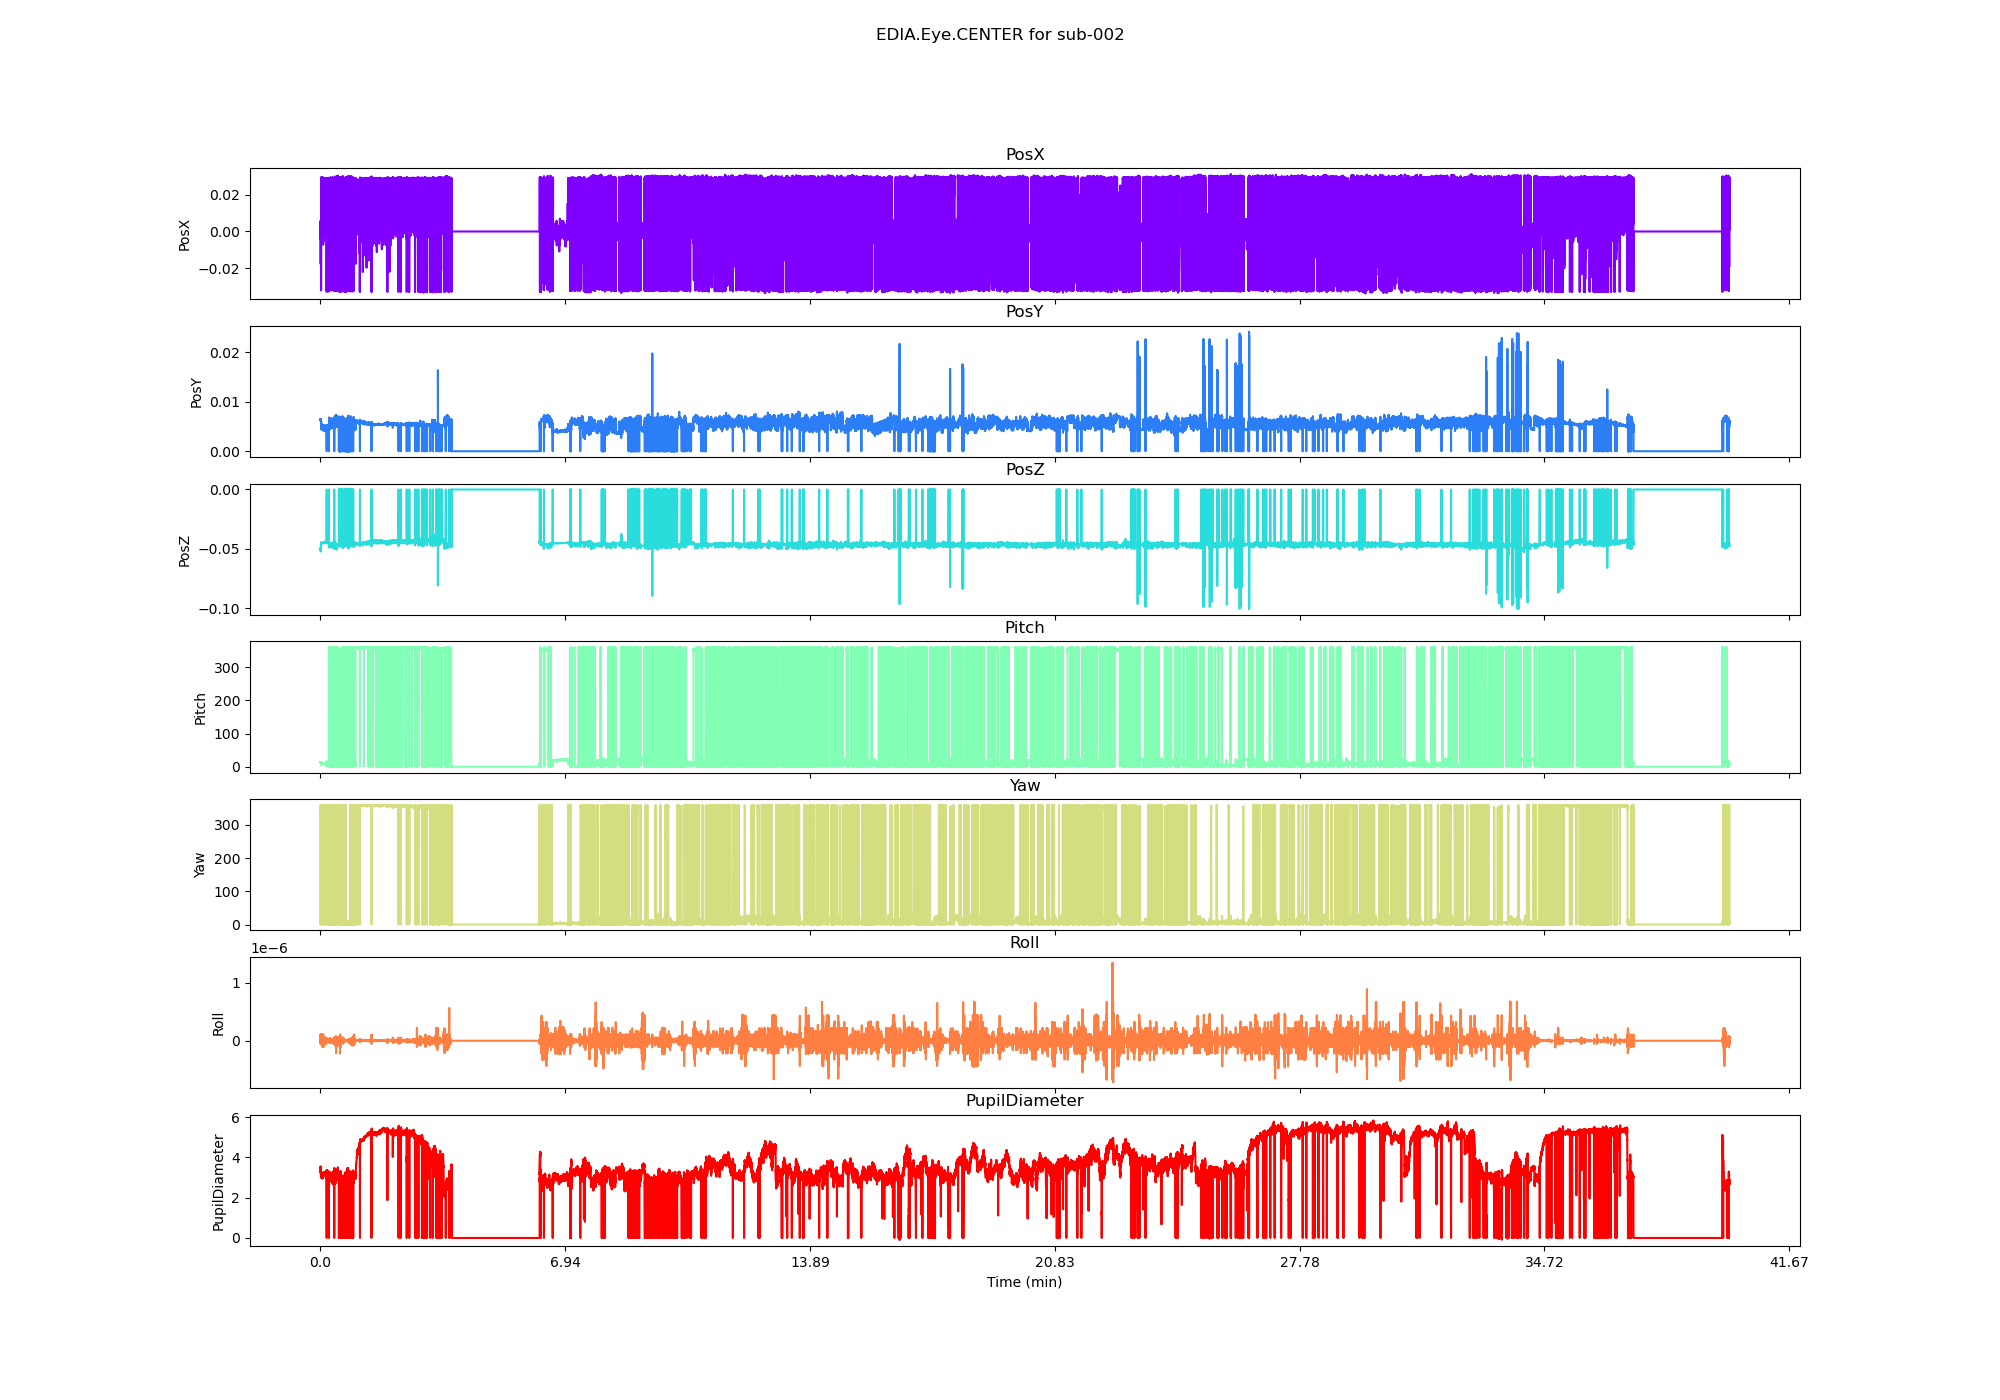 EDIA.Eye.CENTER for sub-002
PosX
PosX
0.02
0.00
−0.02
PosY
PosY
0.02
0.01
0.00
PosZ
PosZ
0.00
−0.05
−0.10
Pitch
Pitch
300
200
100
0
Yaw
Yaw
300
200
100
0
1e−6
Roll
Roll
1
0
PupilDiameter
PupilDiameter
6
4
2
0
0.0 6.94 13.89 20.83 27.78 34.72 41.67
Time (min)